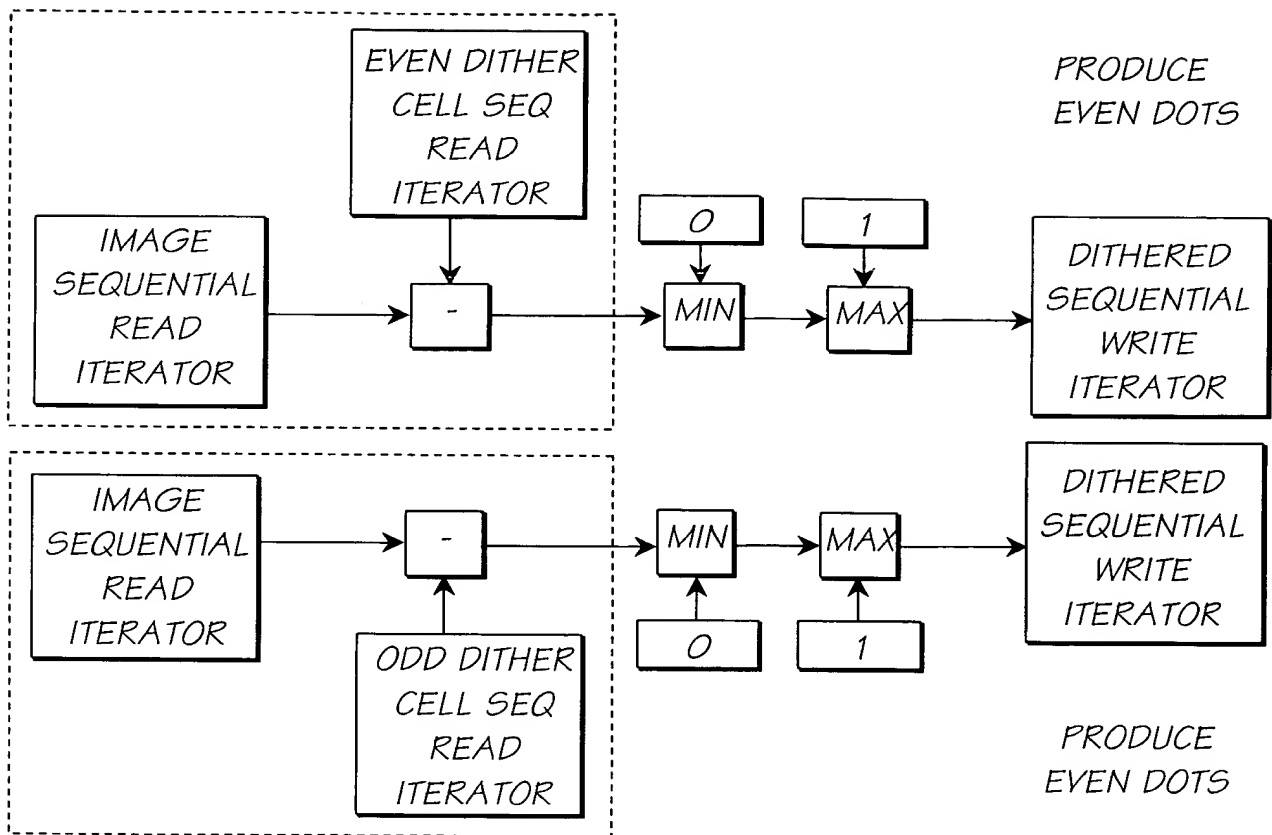 EVEN DITHER
CELL SEQ
READ
ITERATOR
PRODUCE
EVEN DOTS
IMAGE
SEQUENTIAL
READ
ITERATOR
-
0
MIN
1
MAX
DITHERED
SEQUENTIAL
WRITE
ITERATOR
IMAGE
SEQUENTIAL
READ
ITERATOR
-
MIN
0
MAX
1
DITHERED
SEQUENTIAL
WRITE
ITERATOR
ODD DITHER
CELL SEQ
READ
ITERATOR
PRODUCE
EVEN DOTS